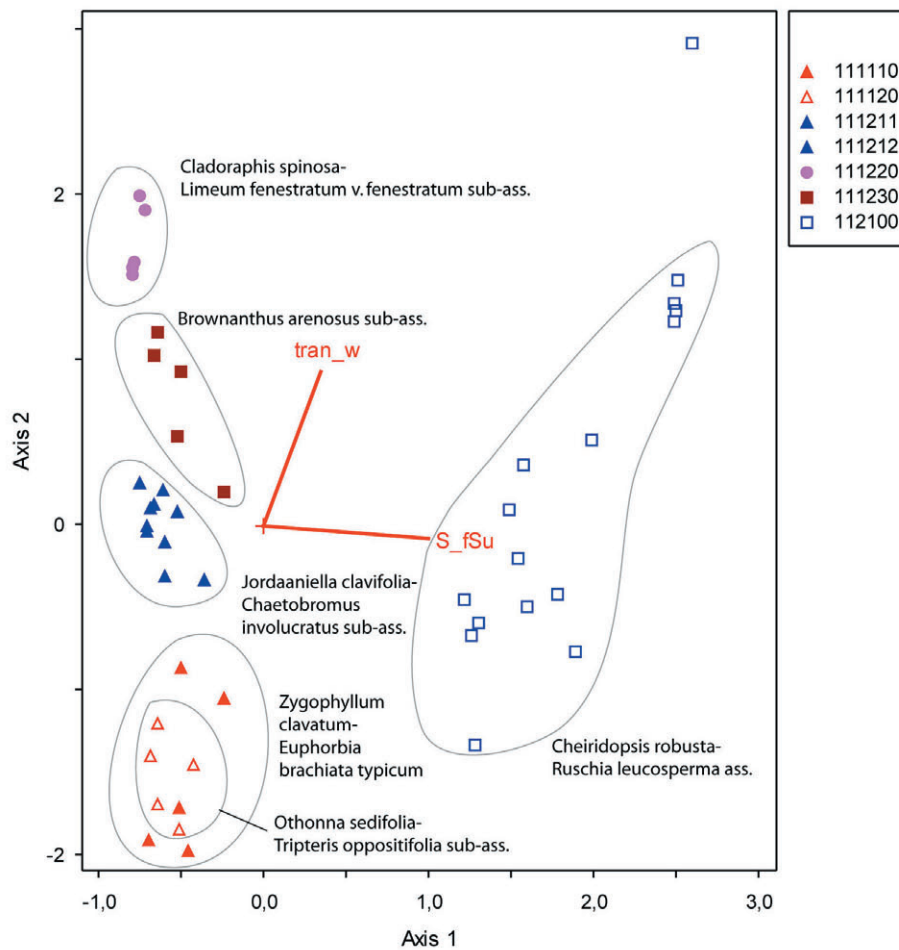 111110
111120
111211
111212
111220
111230
112100
Cladoraphis spinosa-
Limeum fenestratum v. fenestratum sub-ass.
Brownanthus arenosus sub-ass.
tran_w
S_fSu
Jordaaniella clavifolia-
Chaetobromus
involucratus sub-ass.
Zygophyllum
clavatum-
Euphorbia
brachiata typicum
Cheiridopsis robusta-
Ruschia leucosperma ass.
Othonna sedifolia-
Tripteris oppositifolia sub-ass.
Axis 2
2
0
-2
-1,0
0,0
1,0
2,0
3,0
Axis 1